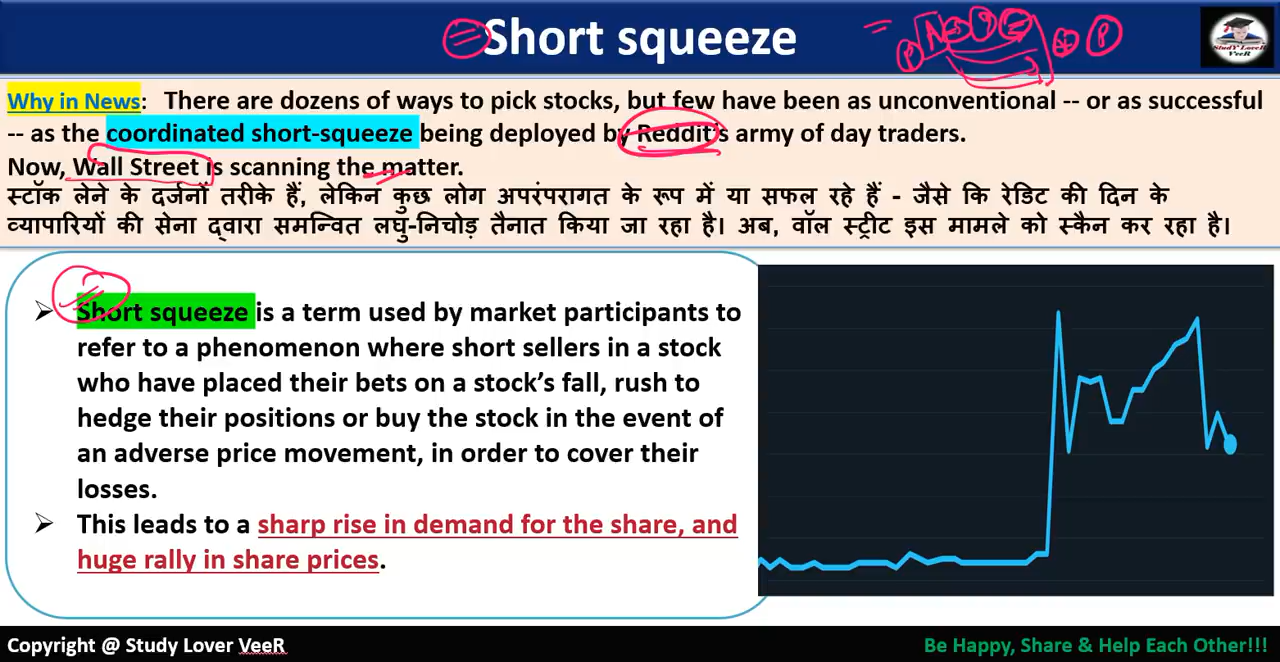 Short squeeze
Study Lover
VeeR
Why in News: There are dozens of ways to pick stocks, but few have been as unconventional -- or as successful
-- as the coordinated short-squeeze being deployed by Reddit's army of day traders.
Now, Wall Street is scanning the matter.
स्टॉक लेने के दर्जनों तरीके हैं, लेकिन कुछ लोग अपरंपरागत के रूप में या सफल रहे हैं - जैसे कि रेडिट की दिन के
व्यापारियों की सेना द्वारा समन्वित लघु-निचोड़ तैनात किया जा रहा है। अब, वॉल स्ट्रीट इस मामले को स्कैन कर रहा है।
➢ Short squeeze is a term used by market participants to
refer to a phenomenon where short sellers in a stock
who have placed their bets on a stock's fall, rush to
hedge their positions or buy the stock in the event of
an adverse price movement, in order to cover their
losses.
➢ This leads to a sharp rise in demand for the share, and
huge rally in share prices.
Copyright @ Study Lover VeeR
Be Happy, Share & Help Each Other!!!